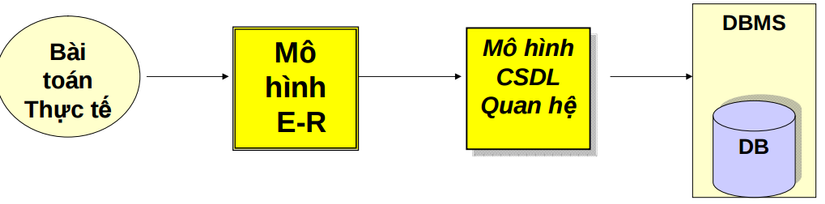 Bài
toán
Thực tế
Mô
hình
E-R
Mô hình
CSDL
Quan hệ
DBMS
DB